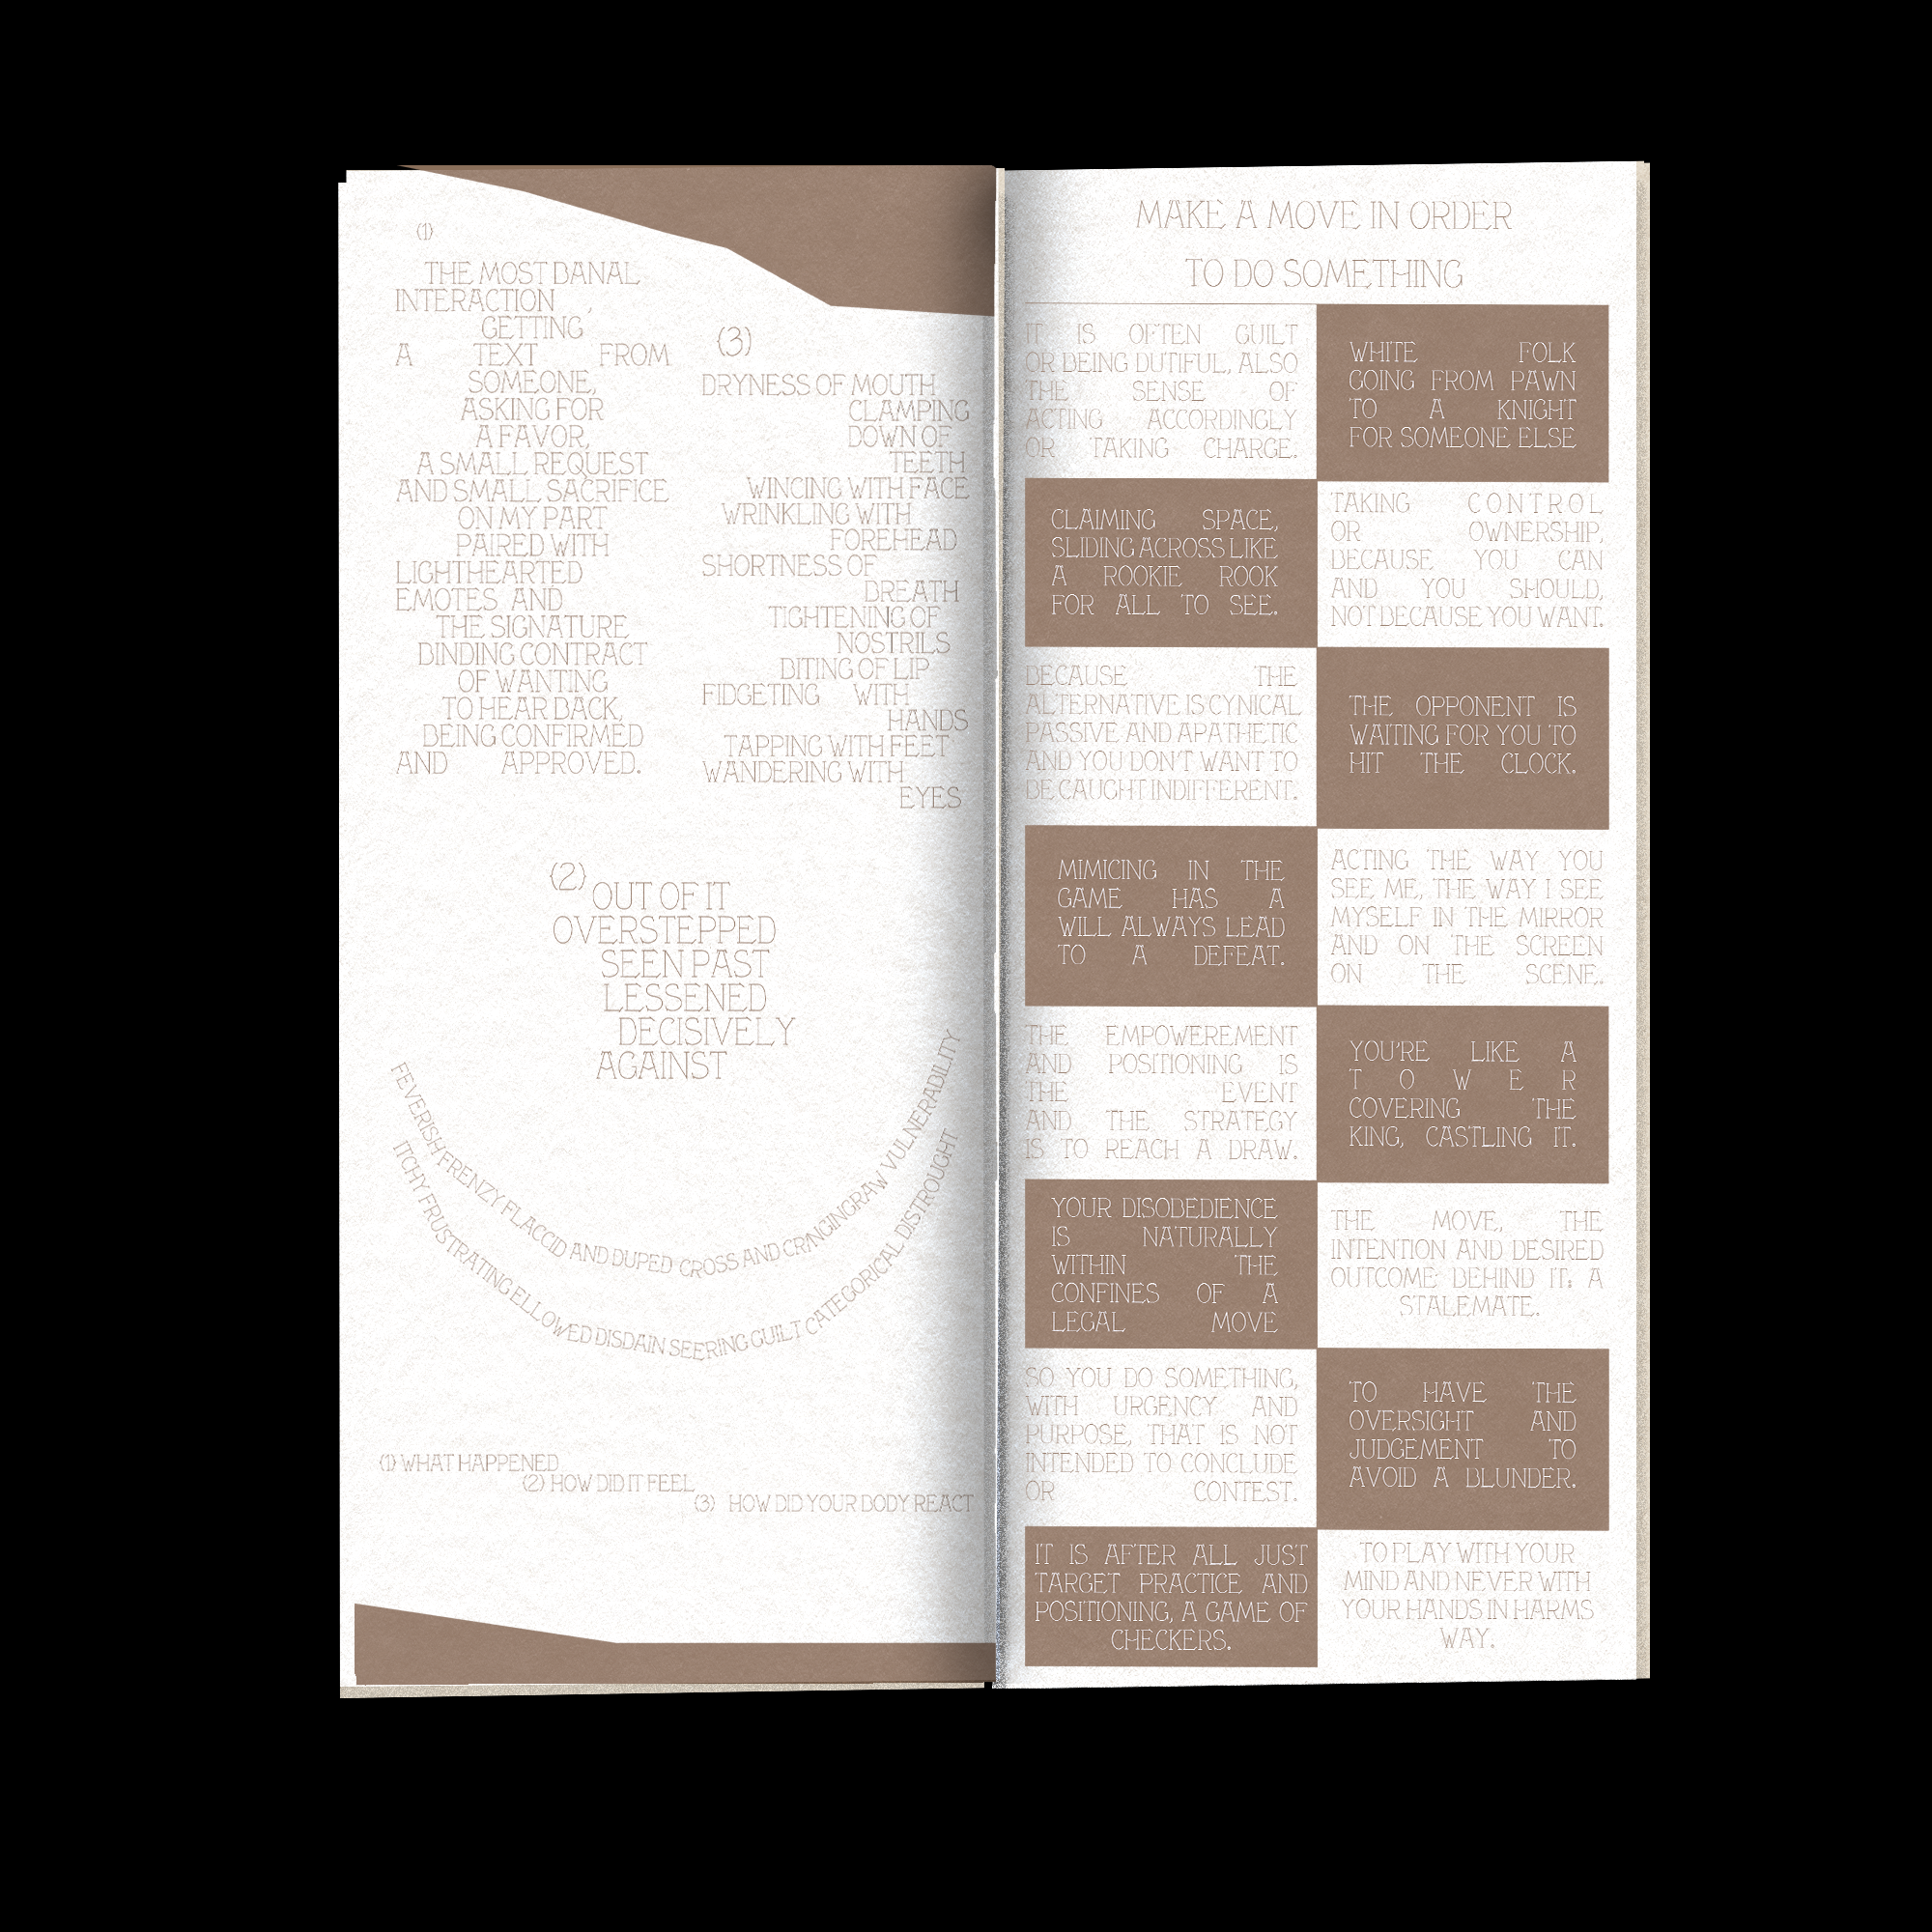 (1)
THE MOST BANAL
INTERACTION ,
GETTING
A TEXT FROM
SOMEONE,
ASKING FOR
A FAVOR,
A SMALL REQUEST
AND SMALL SACRIFICE
ON MY PART
PAIRED WITH
LIGHTHEARTED
EMOTES AND
THE SIGNATURE
BINDING CONTRACT
OF WANTING
TO HEAR BACK,
BEING CONFIRMED
AND APPROVED.
(3)
DRYNESS OF MOUTH
CLAMPING
DOWN OF
TEETH
WINCING WITH FACE
WRINKLING WITH
FOREHEAD
SHORTNESS OF
BREATH
TIGHTENING OF
NOSTRILS
BITING OF LIP
FIDGETING WITH
HANDS
TAPPING WITH FEET
WANDERING WITH
EYES
(2)
OUT OF IT
OVERSTEPPED
SEEN PAST
LESSENED
DECISIVELY
AGAINST
FEVERISH FRENZY FLACCID AND DUPED CROSS AND CRINGINGRAW VULNERABILITY
ITCHY FRUSTRATING ELLOWED DISDAIN SEERING GUILT CATEGORICAL DISTROUGHT
(1) WHAT HAPPENED
(2) HOW DID IT FEEL
(3) HOW DID YOUR BODY REACT
MAKE A MOVE IN ORDER
TO DO SOMETHING
IT IS OFTEN GUILT
OR BEING DUTIFUL, ALSO
THE SENSE OF
ACTING ACCORDINGLY
OR TAKING CHARGE.
WHITE FOLK
GOING FROM PAWN
TO A KNIGHT
FOR SOMEONE ELSE
CLAIMING SPACE,
SLIDING ACROSS LIKE
A ROOKIE ROOK
FOR ALL TO SEE.
TAKING CONTROL
OR OWNERSHIP,
BECAUSE YOU CAN
AND YOU SHOULD,
NOT BECAUSE YOU WANT.
BECAUSE THE
ALTERNATIVE IS CYNICAL
PASSIVE AND APATHETIC
AND YOU DON'T WANT TO
BE CAUGHT INDIFFERENT.
THE OPPONENT IS
WAITING FOR YOU TO
HIT THE CLOCK.
MIMICING IN THE
GAME HAS A
WILL ALWAYS LEAD
TO A DEFEAT.
ACTING THE WAY YOU
SEE ME, THE WAY I SEE
MYSELF IN THE MIRROR
AND ON THE SCREEN
ON THE SCENE.
THE EMPOWEREMENT
AND POSITIONING IS
THE EVENT
AND THE STRATEGY
IS TO REACH A DRAW.
YOU'RE LIKE A
TOWER
COVERING THE
KING, CASTLING IT.
YOUR DISOBEDIENCE
IS NATURALLY
WITHIN THE
CONFINES OF A
LEGAL MOVE
THE MOVE, THE
INTENTION AND DESIRED
OUTCOME BEHIND IT: A
STALEMATE.
SO YOU DO SOMETHING,
WITH URGENCY AND
PURPOSE, THAT IS NOT
INTENDED TO CONCLUDE
OR CONTEST.
TO HAVE THE
OVERSIGHT AND
JUDGEMENT TO
AVOID A BLUNDER.
IT IS AFTER ALL JUST
TARGET PRACTICE AND
POSITIONING, A GAME OF
CHECKERS.
TO PLAY WITH YOUR
MIND AND NEVER WITH
YOUR HANDS IN HARMS
WAY.